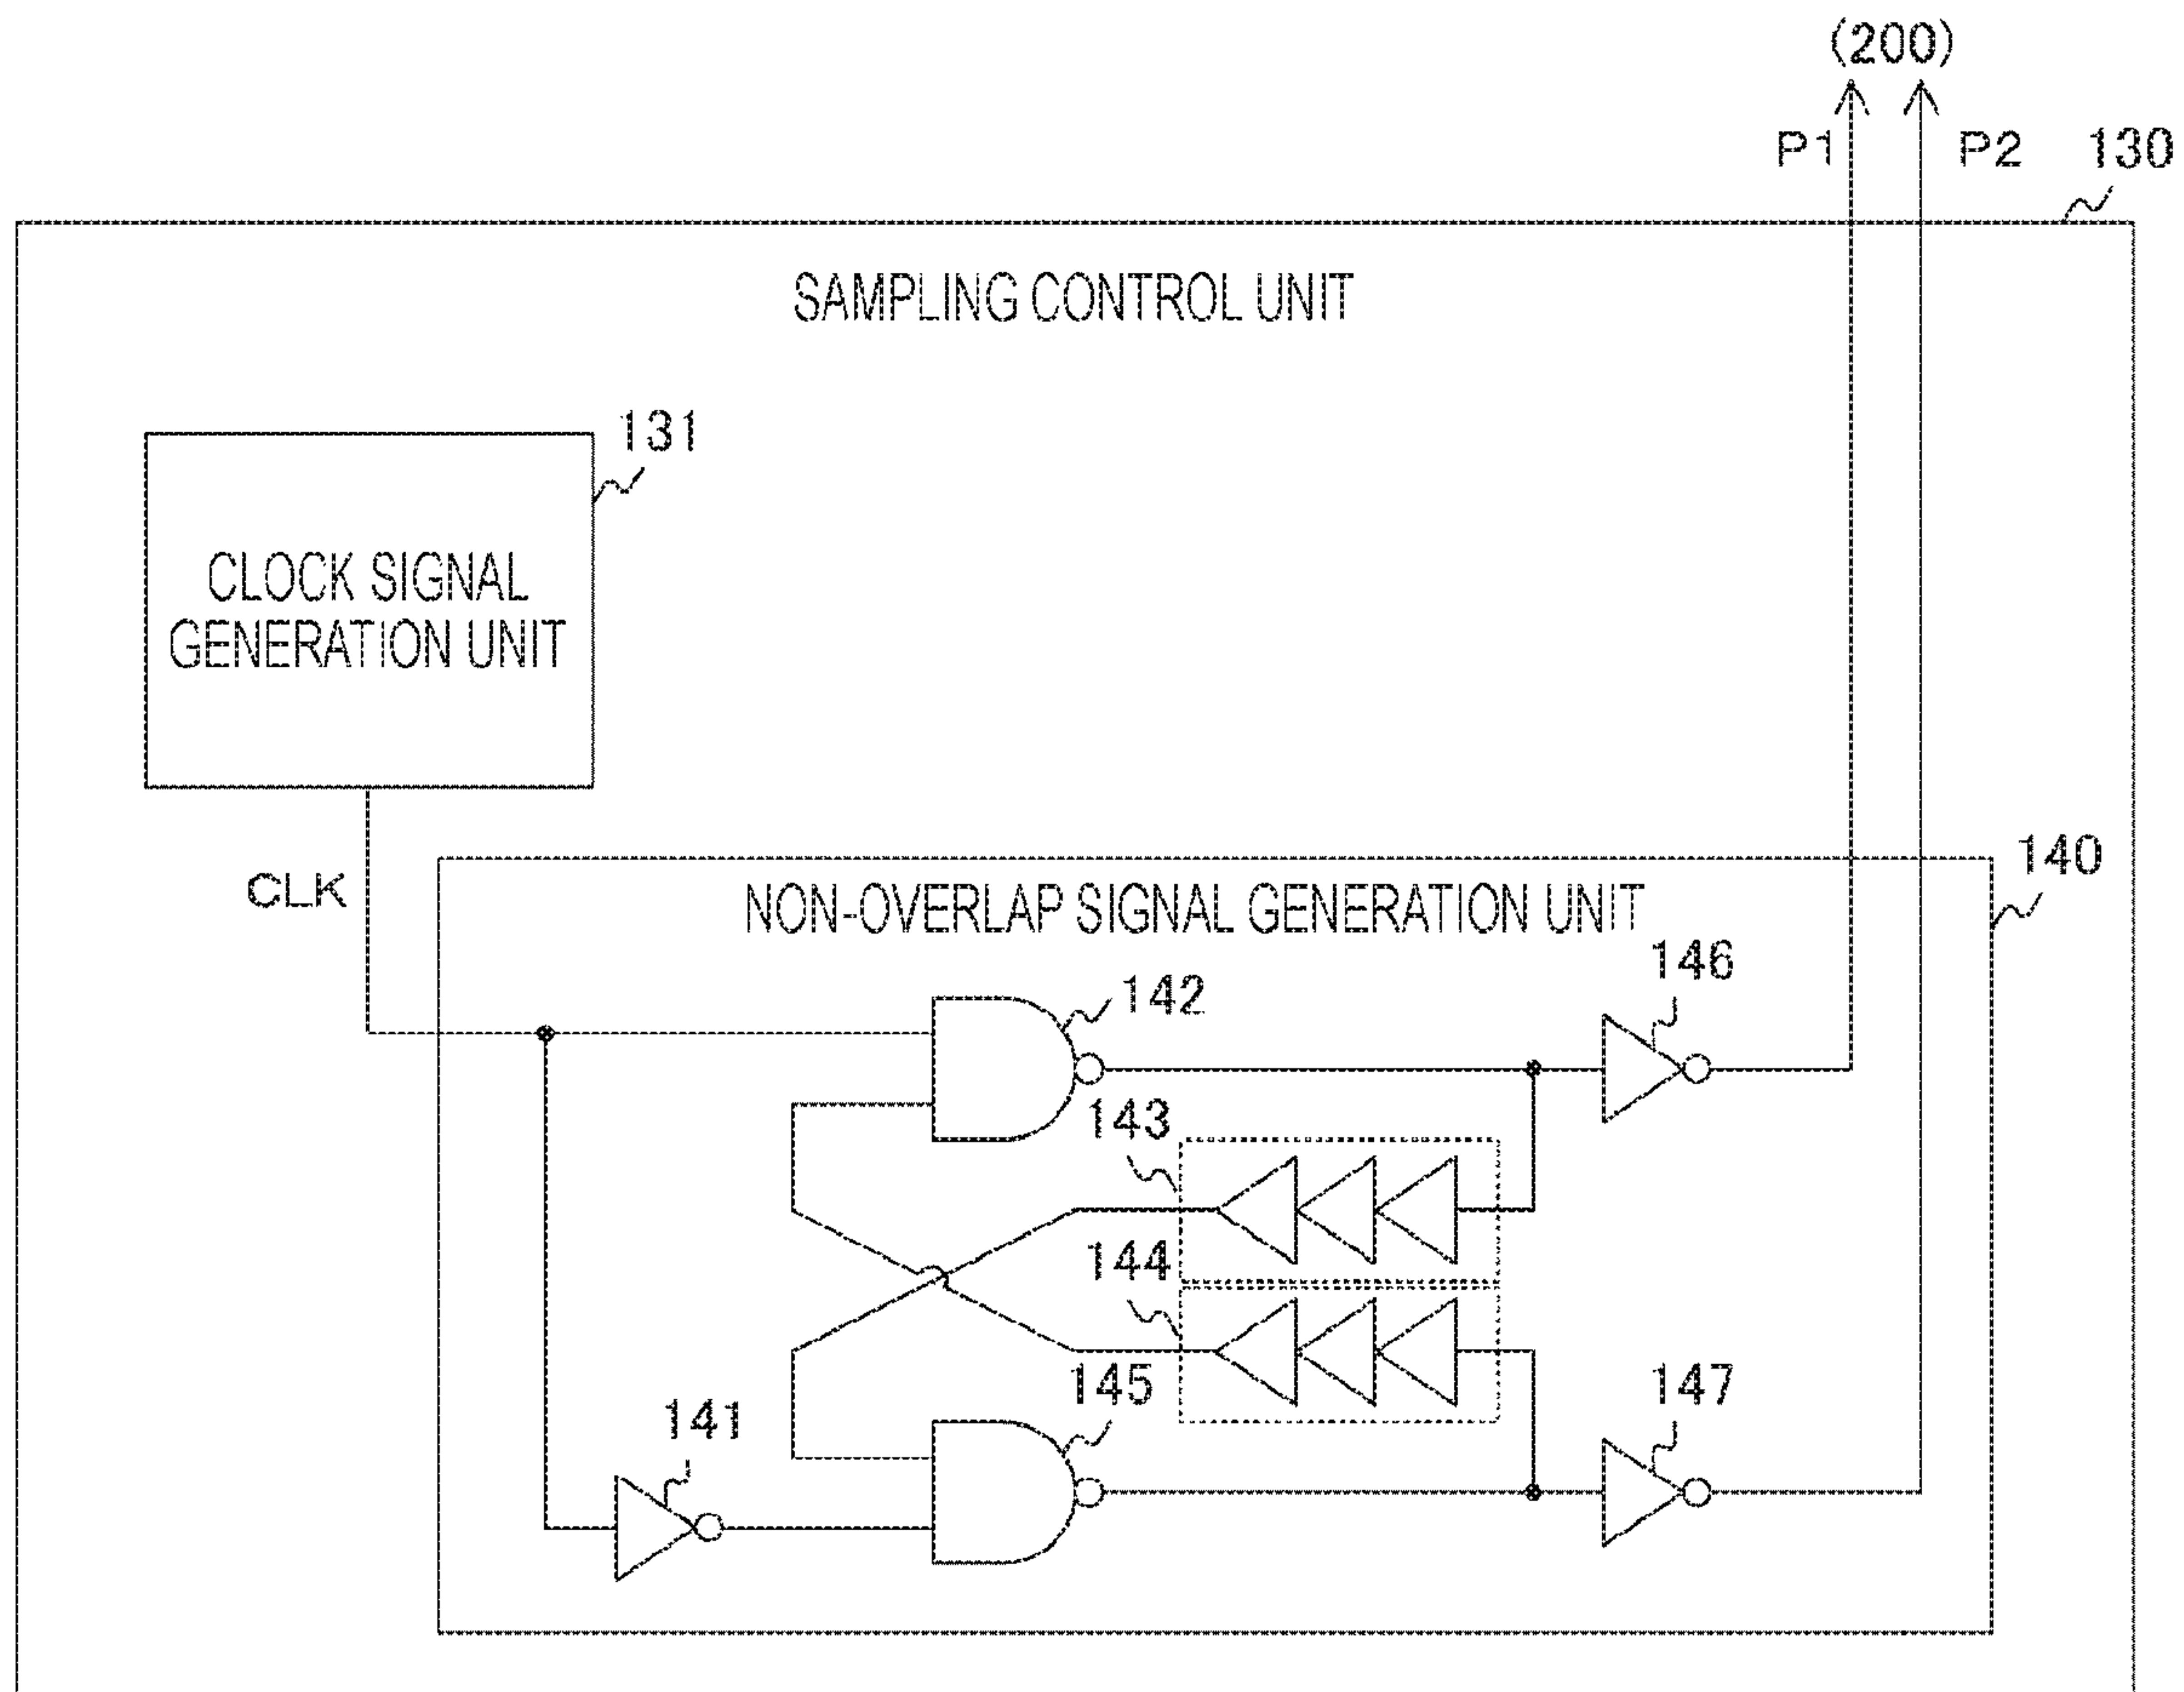 (200)
P1
P2
130
SAMPLING CONTROL UNIT
131
CLOCK SIGNAL
GENERATION UNIT
CLK
140
NON-OVERLAP SIGNAL GENERATION UNIT
146
142
143
144
145
147
141